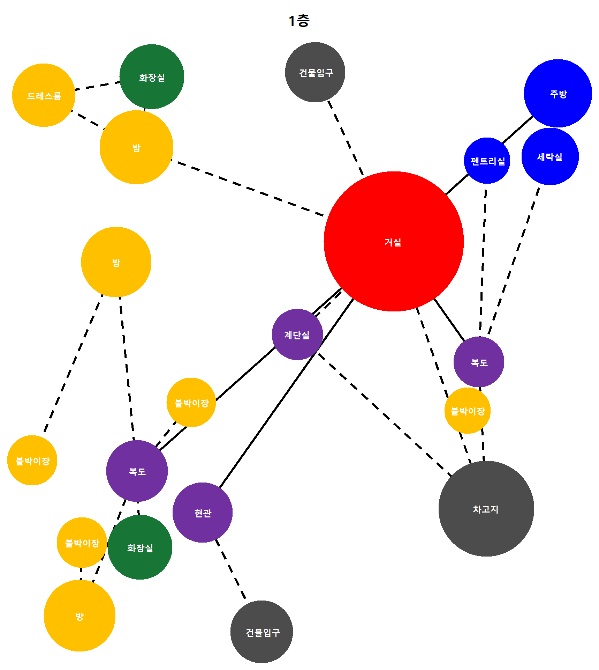 1층
건물입구
화장실
드레스룸
주방
방
펜트리실
세탁실
거실
방
계단실
복도
붙박이장
붙박이장
붙박이장
복도
차고지
현관
붙박이장
화장실
방
건물입구